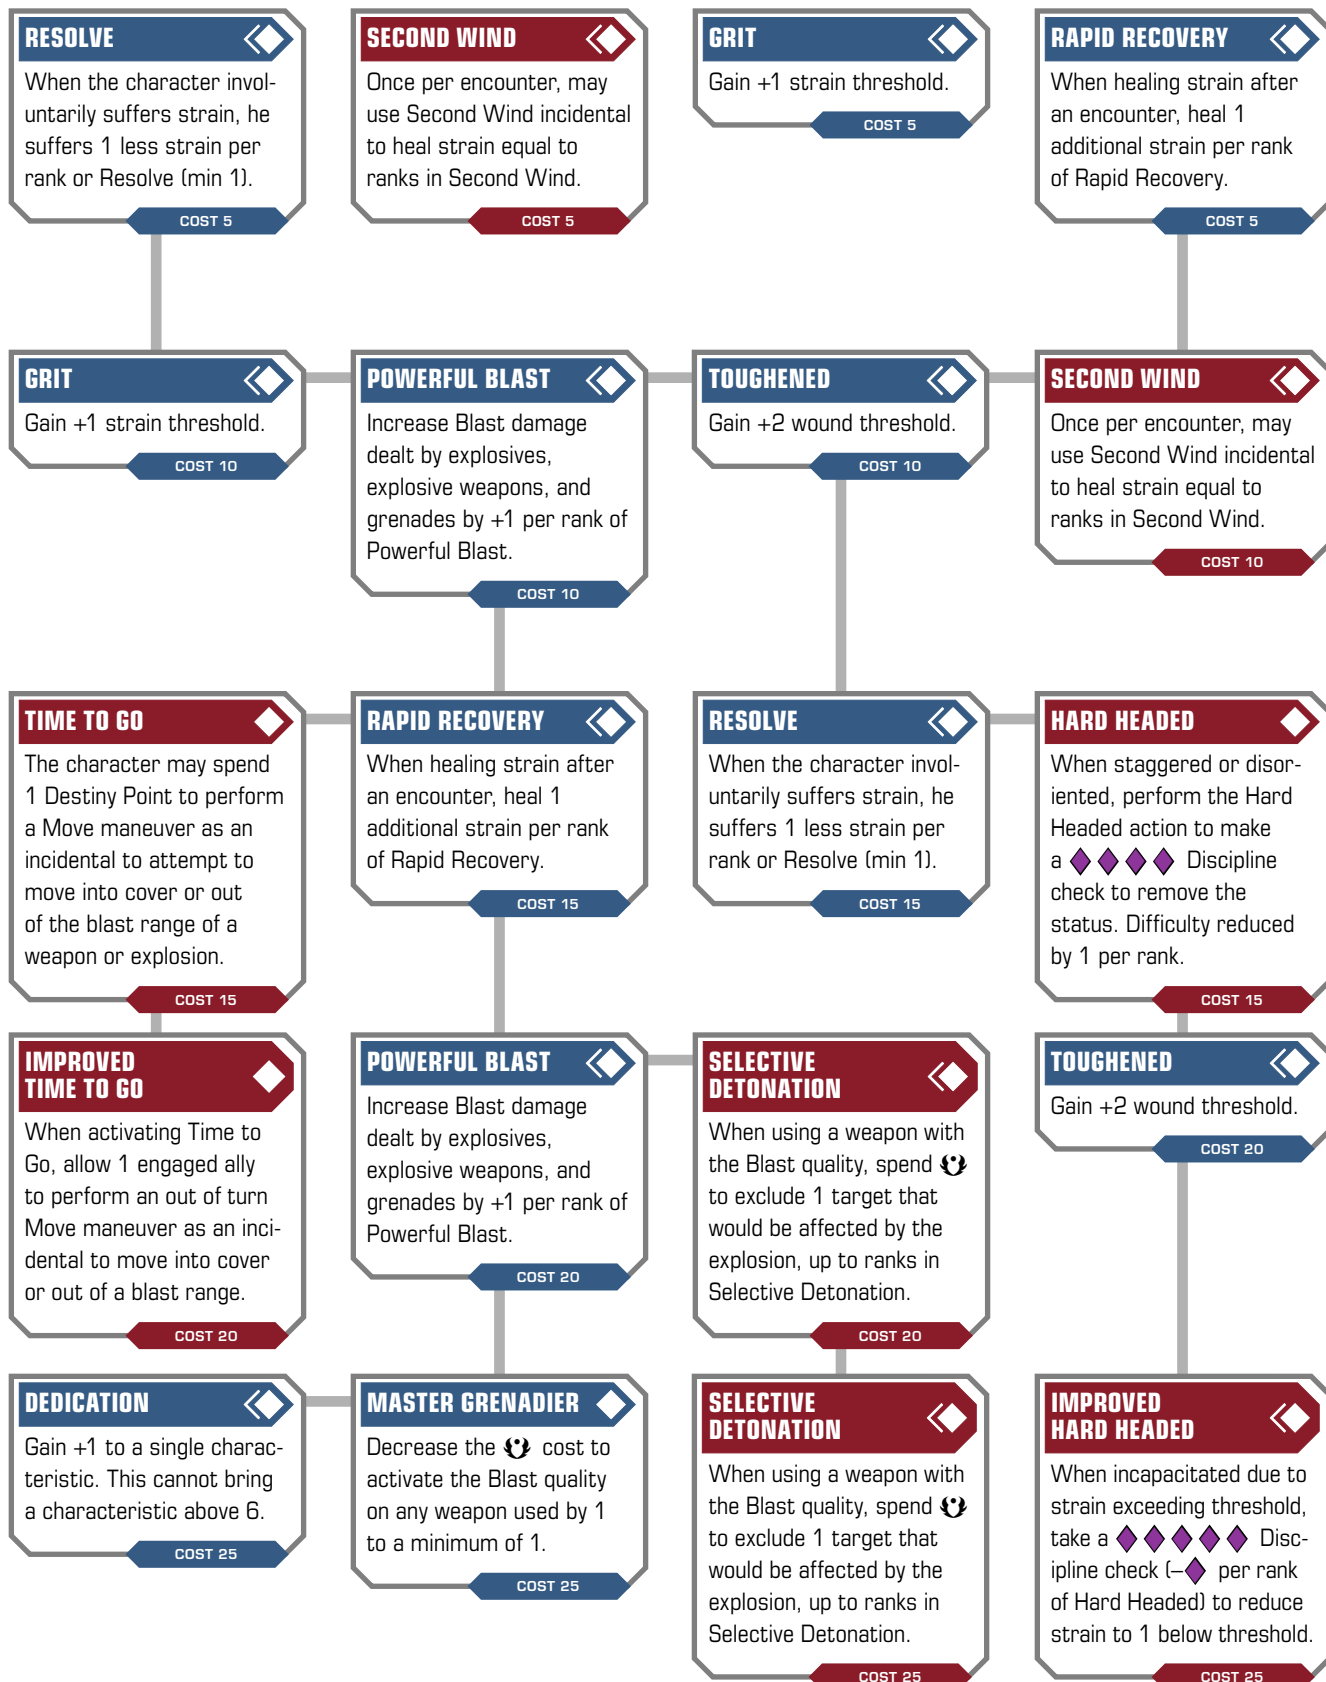 RESOLVE
When the character invol-
untarily suffers strain, he
suffers 1 less strain per
rank or Resolve (min 1).
COST 5
SECOND WIND
Once per encounter, may
use Second Wind incidental
to heal strain equal to
ranks in Second Wind.
COST 5
GRIT
Gain +1 strain threshold.
COST 5
RAPID RECOVERY
When healing strain after
an encounter, heal 1
additional strain per rank
of Rapid Recovery.
COST 5
GRIT
Gain +1 strain threshold.
COST 10
POWERFUL BLAST
Increase Blast damage
dealt by explosives,
explosive weapons, and
grenades by +1 per rank of
Powerful Blast.
COST 10
TOUGHENED
Gain +2 wound threshold.
COST 10
SECOND WIND
Once per encounter, may
use Second Wind incidental
to heal strain equal to
ranks in Second Wind.
COST 10
TIME TO GO
The character may spend
1 Destiny Point to perform
a Move maneuver as an
incidental to attempt to
move into cover or out
of the blast range of a
weapon or explosion.
COST 15
RAPID RECOVERY
When healing strain after
an encounter, heal 1
additional strain per rank
of Rapid Recovery.
COST 15
RESOLVE
When the character invol-
untarily suffers strain, he
suffers 1 less strain per
rank or Resolve (min 1).
COST 15
HARD HEADED
When staggered or disor-
iented, perform the Hard
Headed action to make
a Discipline
check to remove the
status. Difficulty reduced
by 1 per rank.
COST 15
IMPROVED
TIME TO GO
When activating Time to
Go, allow 1 engaged ally
to perform an out of turn
Move maneuver as an inci-
dental to move into cover
or out of a blast range.
COST 20
POWERFUL BLAST
Increase Blast damage
dealt by explosives,
explosive weapons, and
grenades by +1 per rank of
Powerful Blast.
COST 20
SELECTIVE
DETONATION
When using a weapon with
the Blast quality, spend
to exclude 1 target that
would be affected by the
explosion, up to ranks in
Selective Detonation.
COST 20
TOUGHENED
Gain +2 wound threshold.
COST 20
DEDICATION
Gain +1 to a single charac-
teristic. This cannot bring
a characteristic above 6.
COST 25
MASTER GRENADIER
Decrease the cost to
activate the Blast quality
on any weapon used by 1
to a minimum of 1.
COST 25
SELECTIVE
DETONATION
When using a weapon with
the Blast quality, spend
to exclude 1 target that
would be affected by the
explosion, up to ranks in
Selective Detonation.
COST 25
IMPROVED
HARD HEADED
When incapacitated due to
strain exceeding threshold,
take a Disc-
ipline check (– per rank
of Hard Headed) to reduce
strain to 1 below threshold.
COST 25